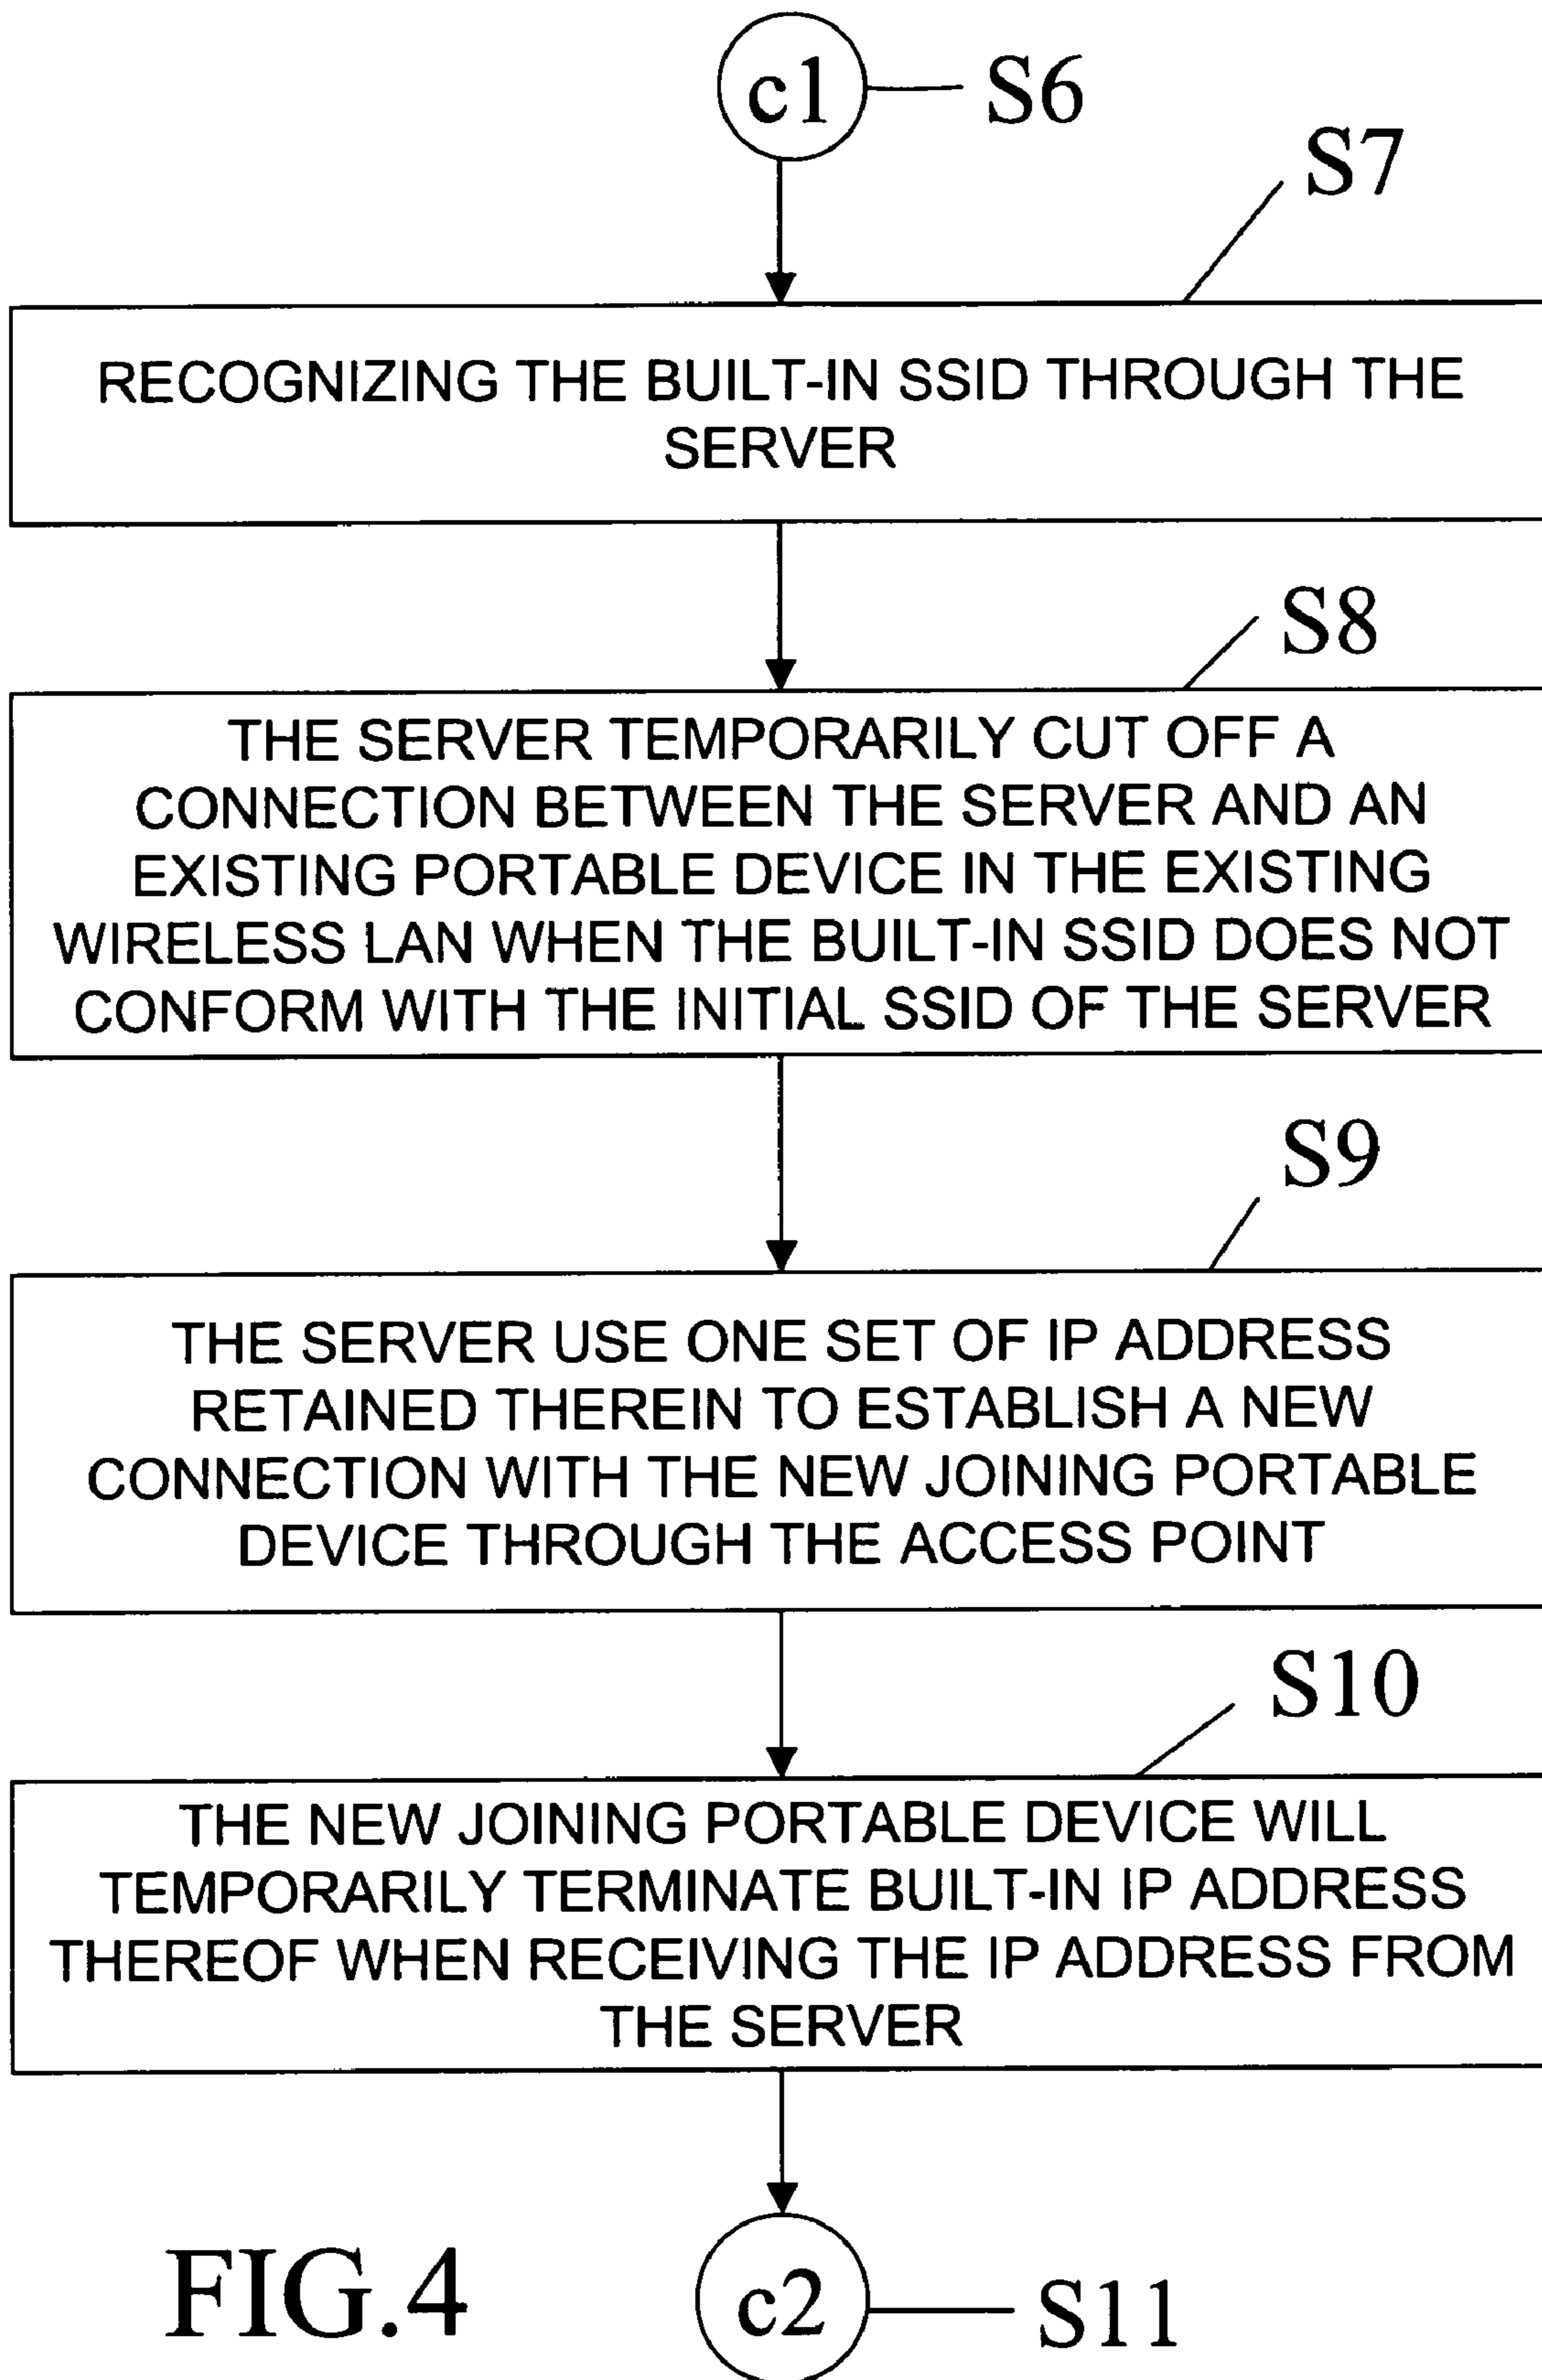 c1
S6
S7
RECOGNIZING THE BUILT-IN SSID THROUGH THE
SERVER
S8
THE SERVER TEMPORARILY CUT OFF A
CONNECTION BETWEEN THE SERVER AND AN
EXISTING PORTABLE DEVICE IN THE EXISTING
WIRELESS LAN WHEN THE BUILT-IN SSID DOES NOT
CONFORM WITH THE INITIAL SSID OF THE SERVER
S9
THE SERVER USE ONE SET OF IP ADDRESS
RETAINED THEREIN TO ESTABLISH A NEW
CONNECTION WITH THE NEW JOINING PORTABLE
DEVICE THROUGH THE ACCESS POINT
S10
THE NEW JOINING PORTABLE DEVICE WILL
TEMPORARILY TERMINATE BUILT-IN IP ADDRESS
THEREOF WHEN RECEIVING THE IP ADDRESS FROM
THE SERVER
FIG.4
c2
S11